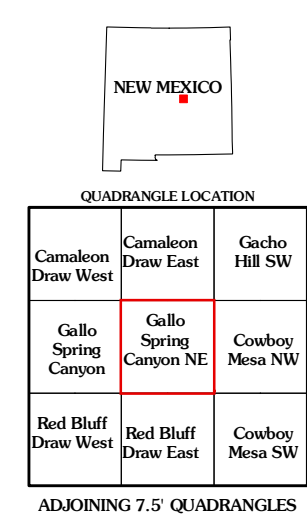 NEW MEXICO
QUADRANGLE LOCATION
Camaleon
Draw West
Camaleon
Draw East
Gacho
Hill SW
Gallo
Spring
Canyon
Gallo
Spring
Canyon NE
Cowboy
Mesa NW
Red Bluff
Draw West
Red Bluff
Draw East
Cowboy
Mesa SW
ADJOINING 7.5' QUADRANGLES